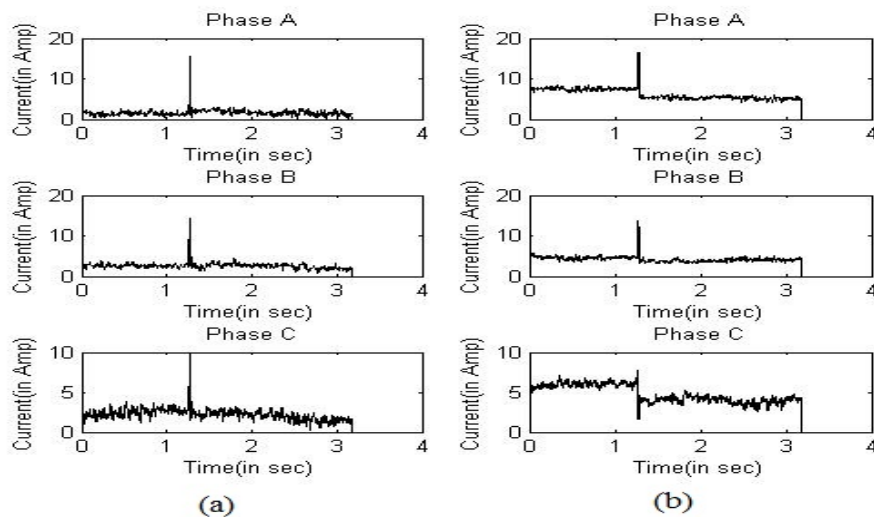 Phase A
Current(in Amp)
20
10
0
0 1 2 3 4
Time(in sec)
Phase B
Current(in Amp)
20
10
0
0 1 2 3 4
Time(in sec)
Phase C
Current(in Amp)
10
5
0
0 1 2 3 4
Time(in sec)
(a)
Phase A
Current(in Amp)
20
10
0
0 1 2 3 4
Time(in sec)
Phase B
Current(in Amp)
20
10
0
0 1 2 3 4
Time(in sec)
Phase C
Current(in Amp)
10
5
0
0 1 2 3 4
Time(in sec)
(b)